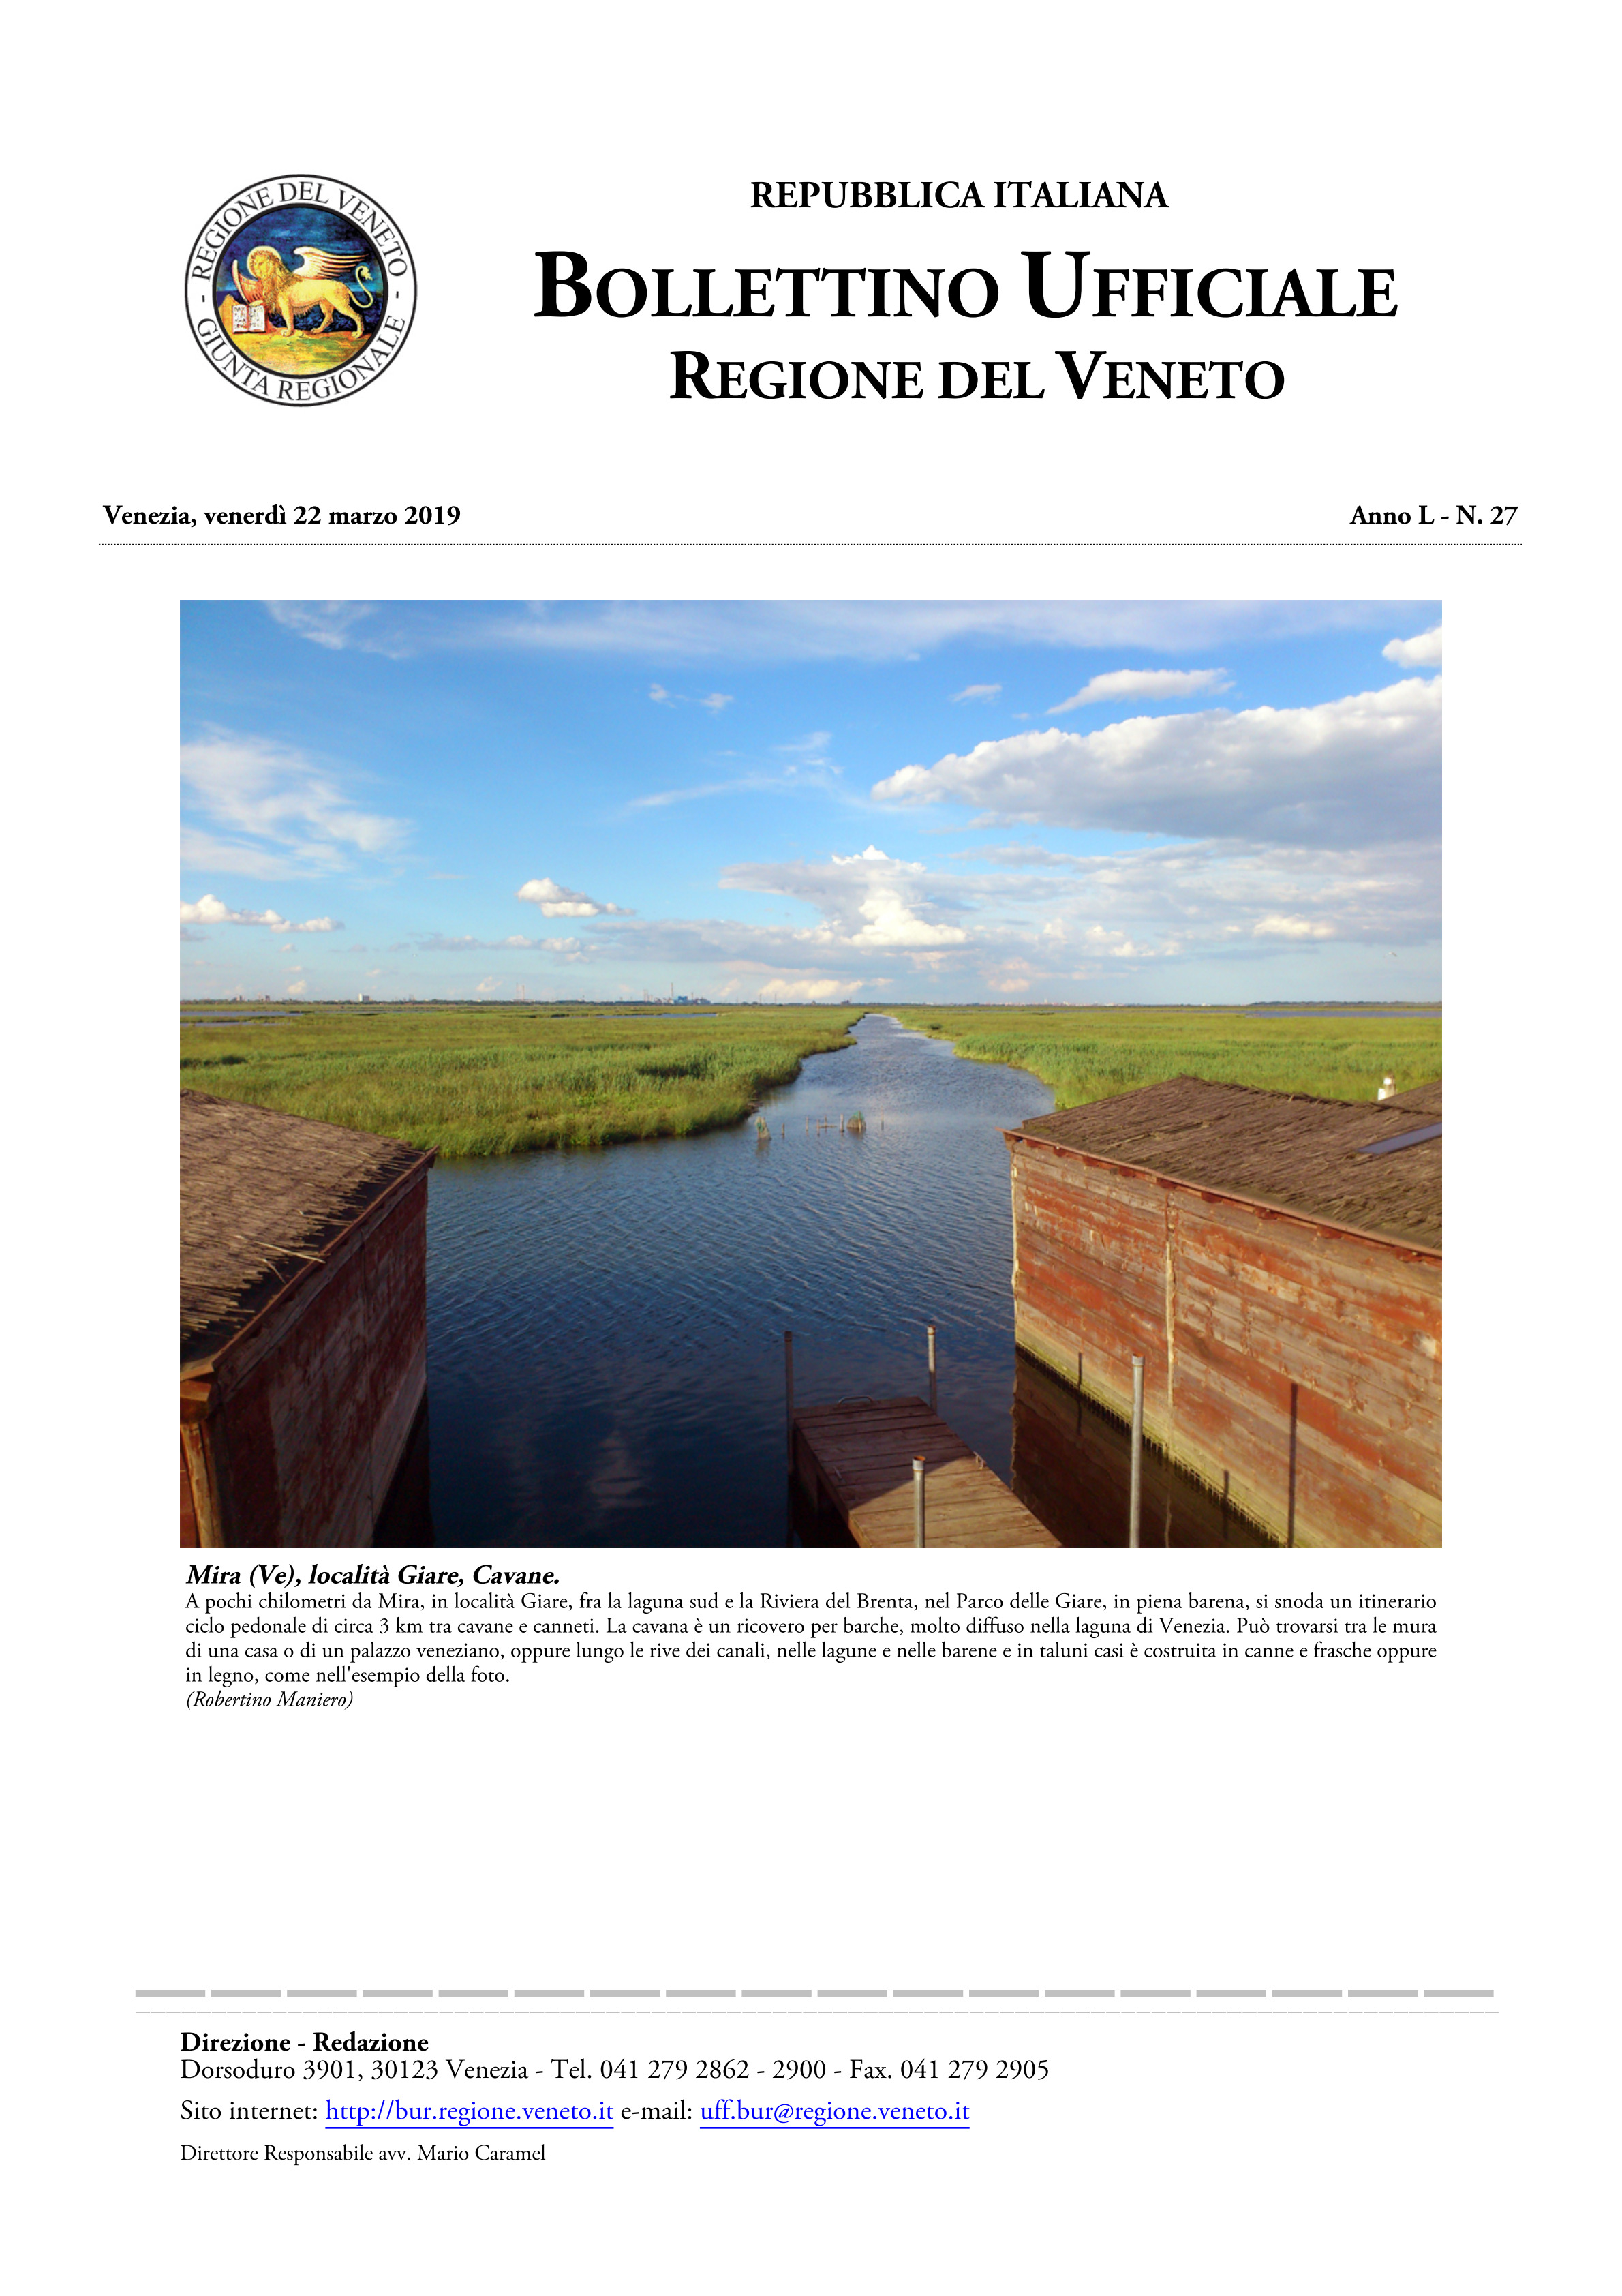 - REGIONE DEL VENETO -
GIUNTA REGIONALE
REPUBBLICA ITALIANA
BOLLETTINO UFFICIALE
REGIONE DEL VENETO
Venezia, venerdì 22 marzo 2019
Anno L - N. 27
Mira (Ve), località Giare, Cavane.
A pochi chilometri da Mira, in località Giare, fra la laguna sud e la Riviera del Brenta, nel Parco delle Giare, in piena barena, si snoda un itinerario
ciclo pedonale di circa 3 km tra cavane e canneti. La cavana è un ricovero per barche, molto diffuso nella laguna di Venezia. Può trovarsi tra le mura
di una casa o di un palazzo veneziano, oppure lungo le rive dei canali, nelle lagune e nelle barene e in taluni casi è costruita in canne e frasche oppure
in legno, come nell'esempio della foto.
(Robertino Maniero)
Direzione - Redazione
Dorsoduro 3901, 30123 Venezia - Tel. 041 279 2862 - 2900 - Fax. 041 279 2905
Sito internet: http://bur.regione.veneto.it e-mail: uff.bur@regione.veneto.it
Direttore Responsabile avv. Mario Caramel